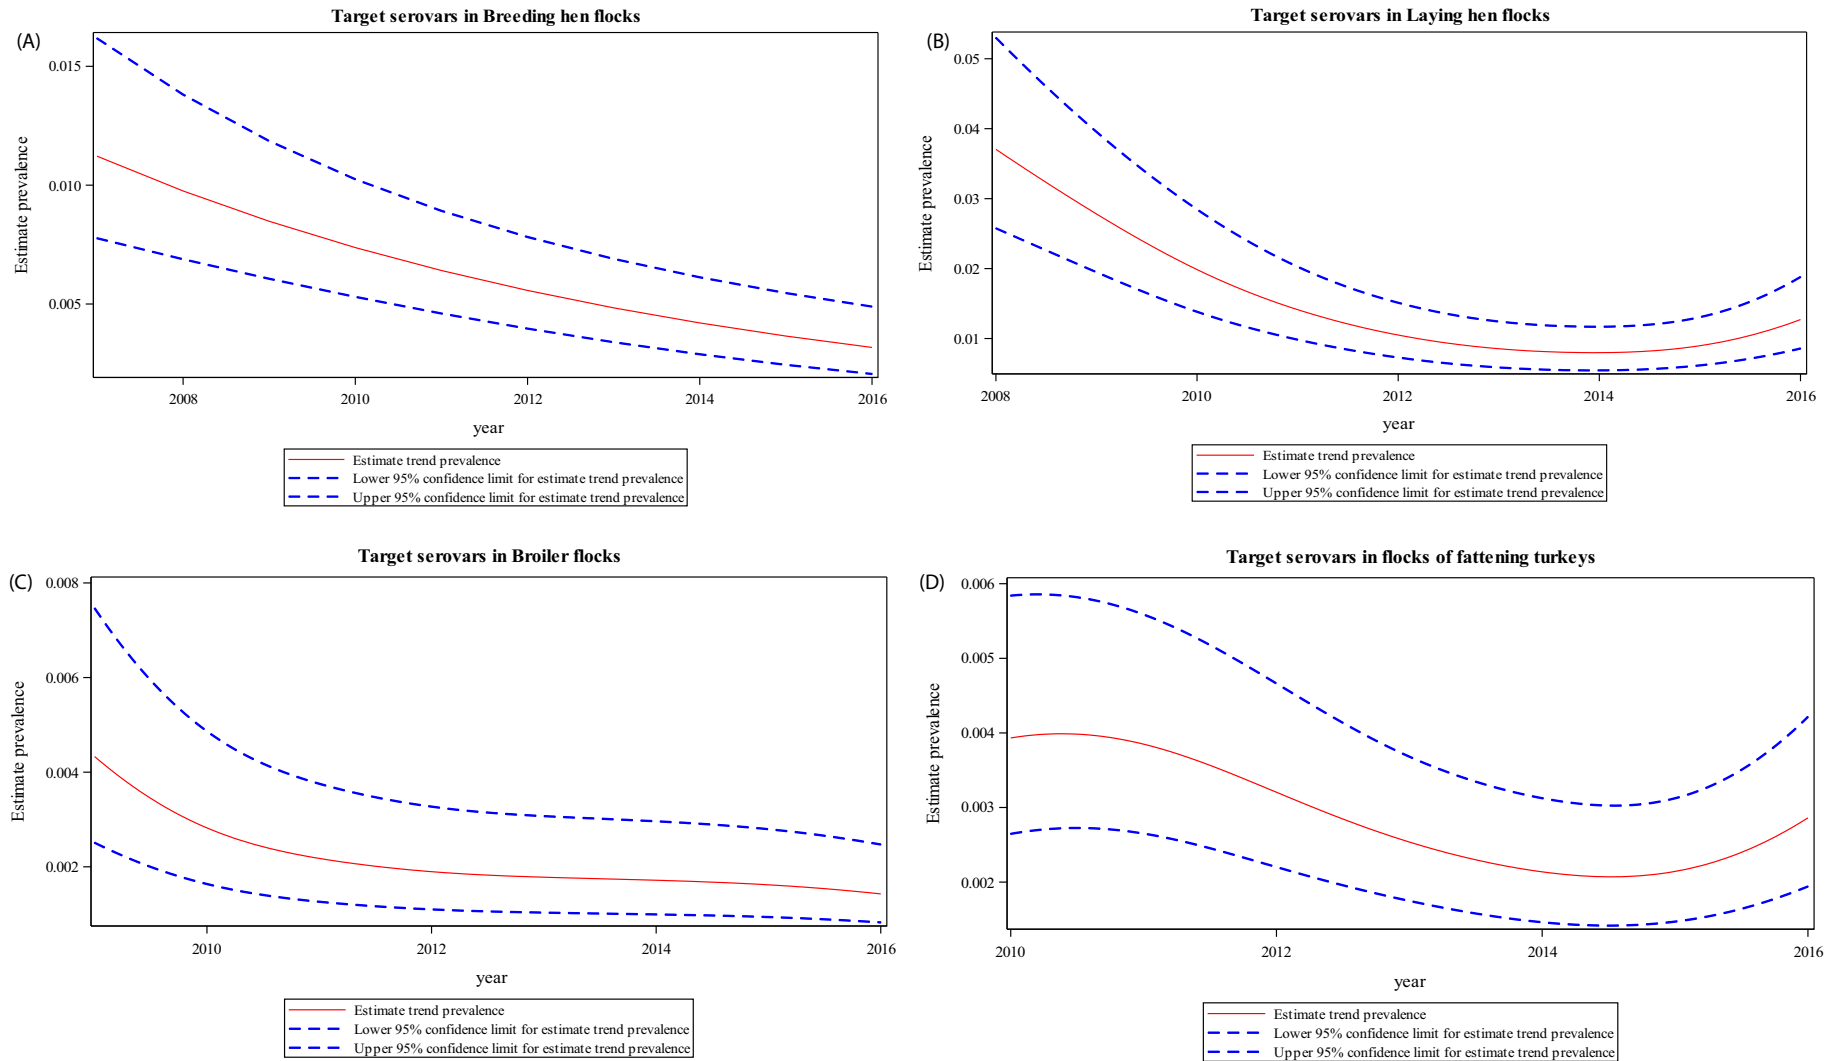 Target serovars in Breeding hen flocks
(A)
0.015
0.010
0.005
Estimate prevalence
2008 2010 2012 2014 2016
year
Estimate trend prevalence
Lower 95% confidence limit for estimate trend prevalence
Upper 95% confidence limit for estimate trend prevalence
Target serovars in Laying hen flocks
(B)
0.05
0.04
0.03
0.02
0.01
Estimate prevalence
2008 2010 2012 2014 2016
year
Estimate trend prevalence
Lower 95% confidence limit for estimate trend prevalence
Upper 95% confidence limit for estimate trend prevalence
Target serovars in Broiler flocks
(C)
0.008
0.006
0.004
0.002
Estimate prevalence
2010 2012 2014 2016
year
Estimate trend prevalence
Lower 95% confidence limit for estimate trend prevalence
Upper 95% confidence limit for estimate trend prevalence
Target serovars in flocks of fattening turkeys
(D)
0.006
0.005
0.004
0.003
0.002
Estimate prevalence
2010 2012 2014 2016
year
Estimate trend prevalence
Lower 95% confidence limit for estimate trend prevalence
Upper 95% confidence limit for estimate trend prevalence